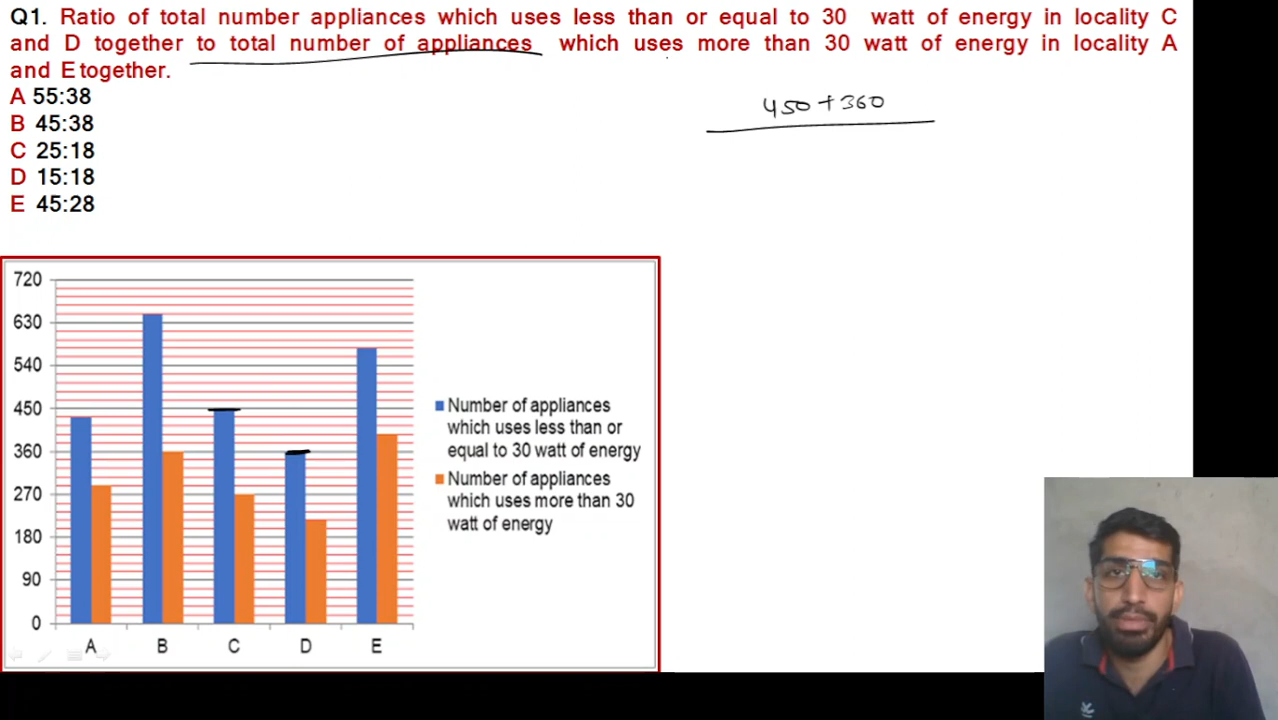 Q1. Ratio of total number appliances which uses less than or equal to 30 watt of energy in locality C
and D together to total number of appliances which uses more than 30 watt of energy in locality A
and E together.
A 55:38
B 45:38
C 25:18
D 15:18
E 45:28
450+360
720
630
540
450
360
270
180
90
0
A B C D E
Number of appliances
which uses less than or
equal to 30 watt of energy
Number of appliances
which uses more than 30
watt of energy